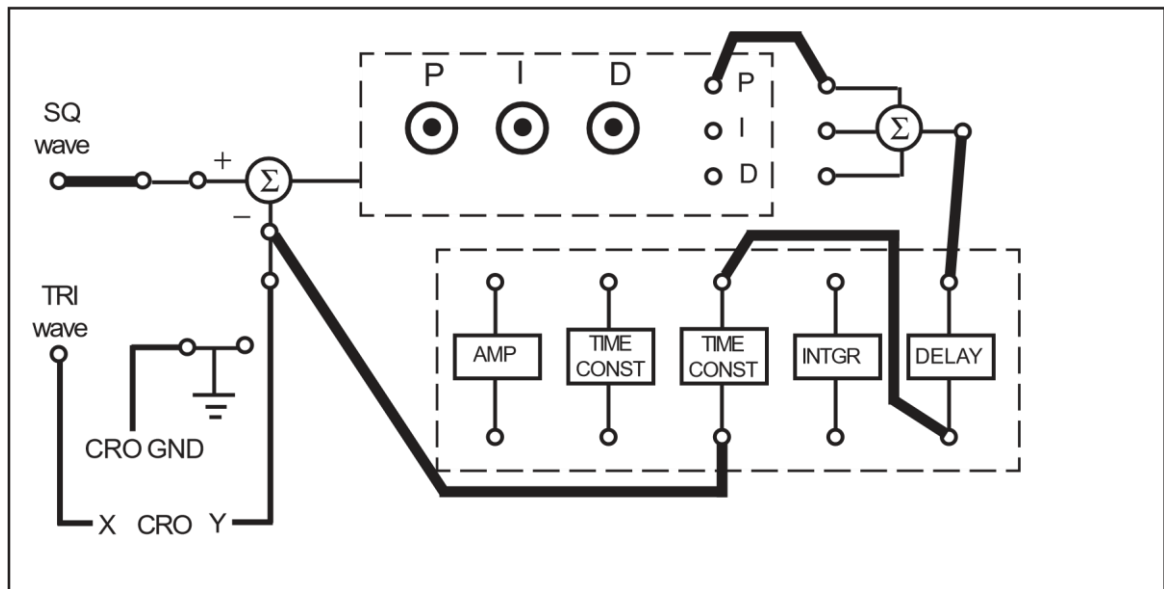 P I D
P
I
D
SQ
wave
+
Σ
−
Σ
TRI
wave
CRO GND
X CRO Y
AMP
TIME
CONST
TIME
CONST
INTGR
DELAY